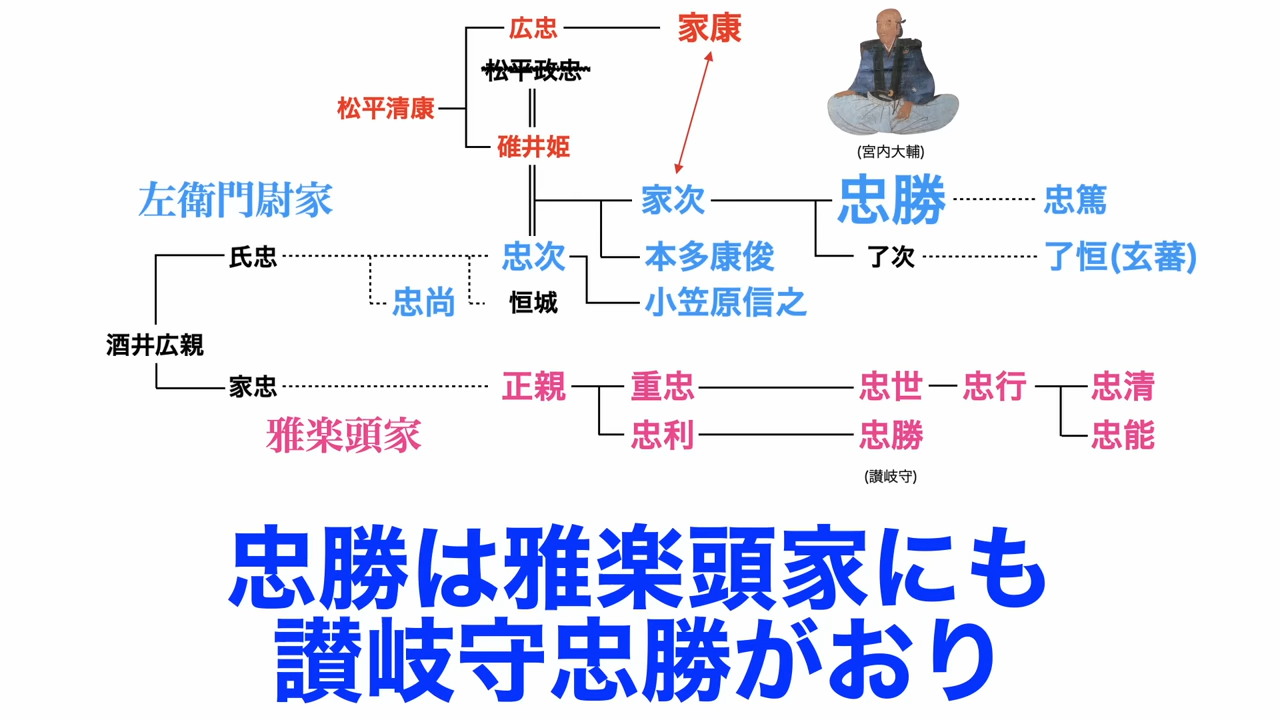 広忠
家康
松平政忠
松平清康
碓井姫
(宮内大輔)
左衛門尉家
家次
忠勝
忠篤
氏忠
忠次
本多康俊
了次
了恒(玄蕃)
忠尚
恒城
小笠原信之
酒井広親
家忠
正親
重忠
忠世
忠行
忠清
雅楽頭家
忠利
忠勝
忠能
(讃岐守)
忠勝は雅楽頭家にも
讃岐守忠勝がおり